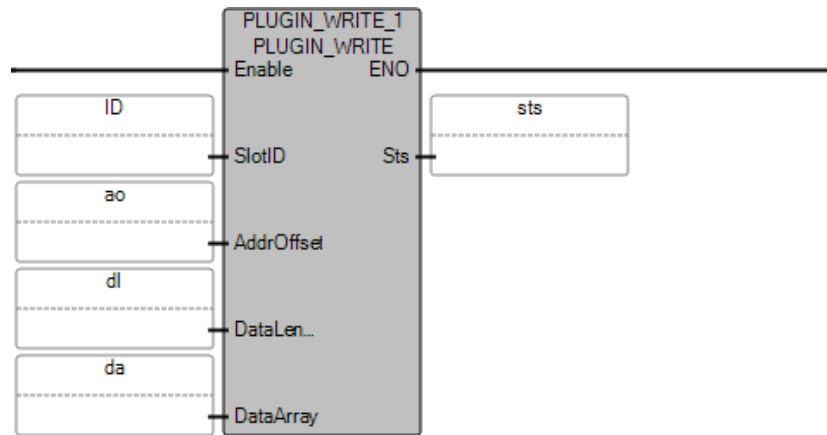 PLUGIN_WRITE_1
PLUGIN_WRITE
Enable ENO
ID sts
SlotID Sts
ao
AddrOffset
dl
DataLen...
da
DataArray